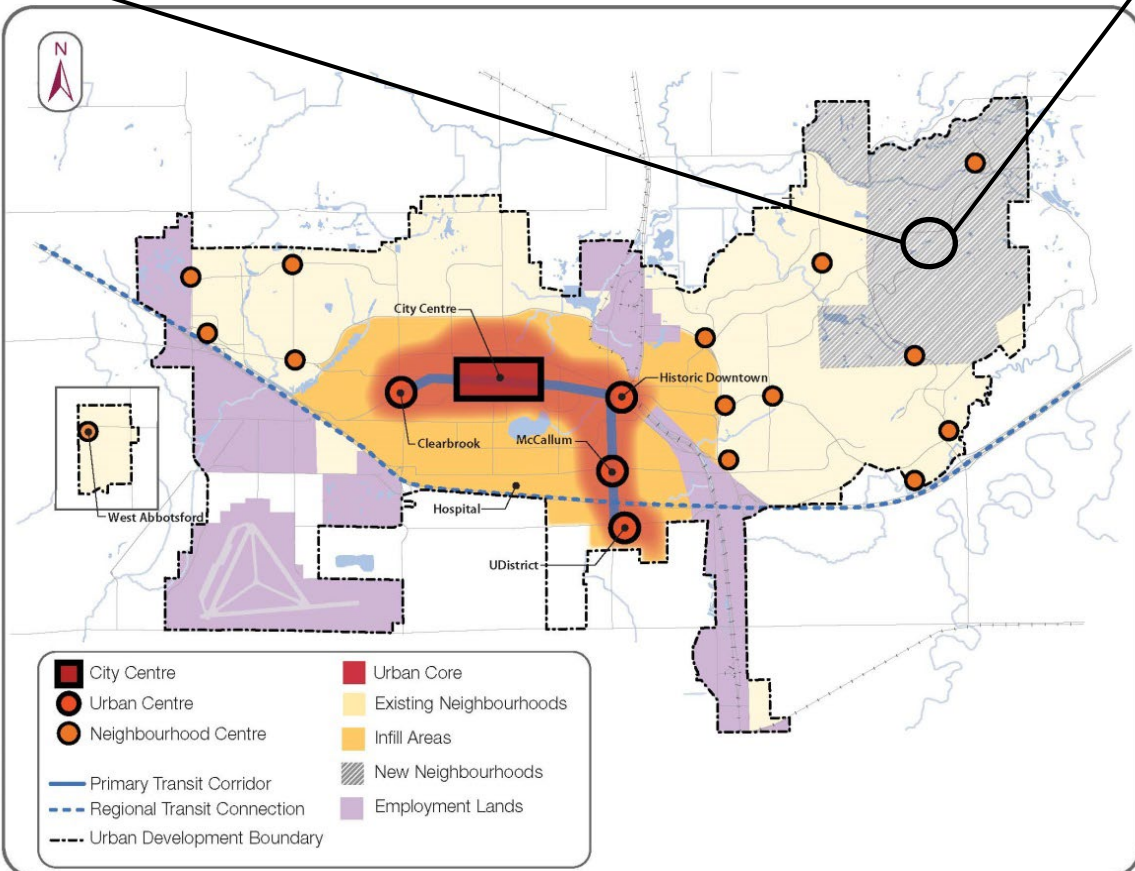 N
City Centre
Historic Downtown
Clearbrook
McCallum
Hospital
West Abbotsford
UDistrict
City Centre
Urban Centre
Neighbourhood Centre
Primary Transit Corridor
Regional Transit Connection
Urban Development Boundary
Urban Core
Existing Neighbourhoods
Infill Areas
New Neighbourhoods
Employment Lands